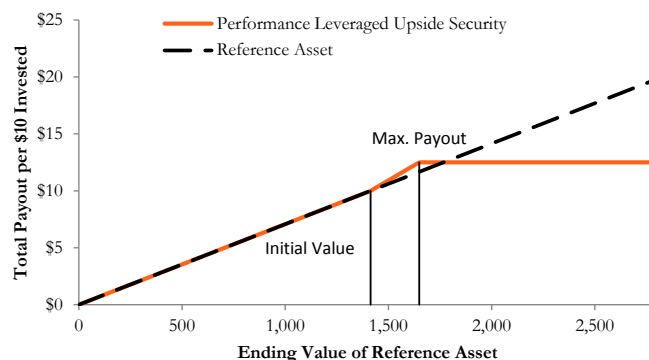 $25
Performance Leveraged Upside Security
Reference Asset
$20
Max. Payout
$15
$10
Initial Value
$5
$0
0 500 1,000 1,500 2,000 2,500
Total Payout per $10 Invested
Ending Value of Reference Asset